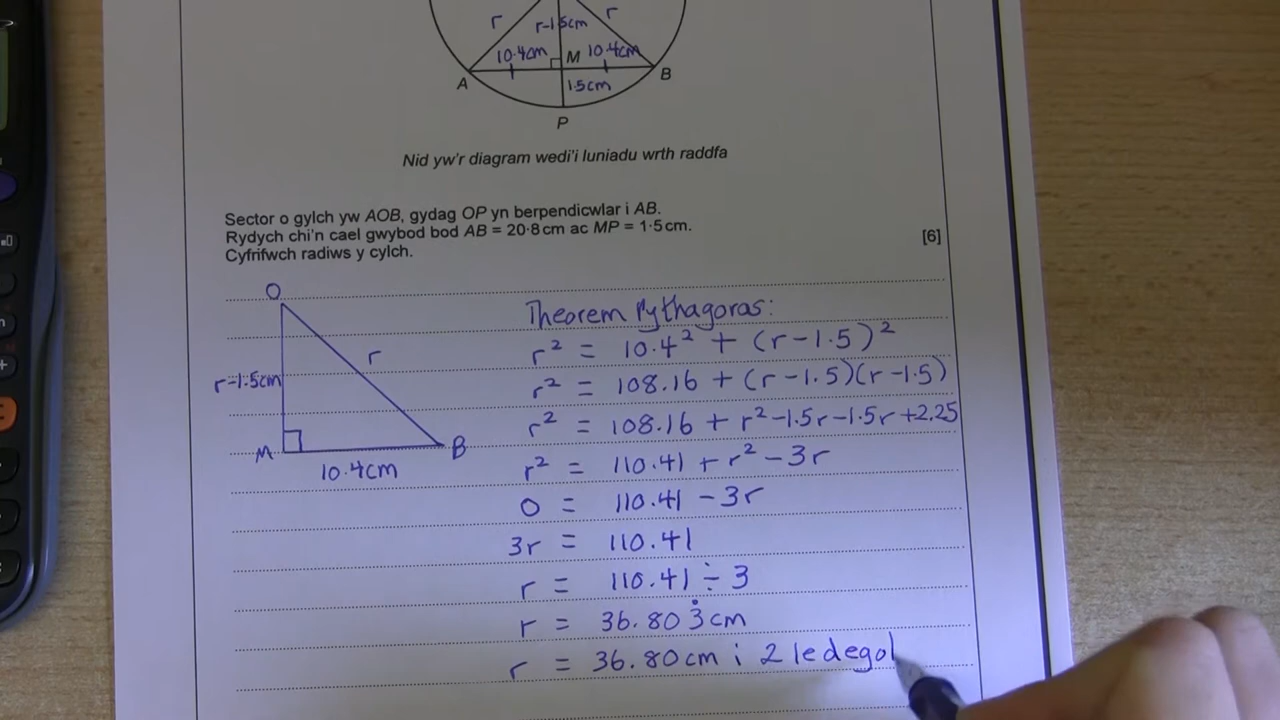 r r-1.5cm r
10.4cm M 10.4cm
A B
1.5cm
P
Nid yw'r diagram wedi'i luniadu wrth raddfa
Sector o gylch yw AOB, gydag OP yn berpendicwlar i AB.
Rydych chi'n cael gwybod bod AB = 20·8 cm ac MP = 1·5 cm.
Cyfrifwch radiws y cylch.
[6]
O
r
r-1.5cm
M B
10.4cm
Theorem Pythagoras:
r² = 10.4² + (r-1.5)²
r² = 108.16 + (r-1.5)(r-1.5)
r² = 108.16 + r²-1.5r-1.5r+2.25
r² = 110.41 + r² - 3r
0 = 110.41 - 3r
3r = 110.41
r = 110.41 ÷ 3
r = 36.803̇ cm
r = 36.80cm i 2 le degol